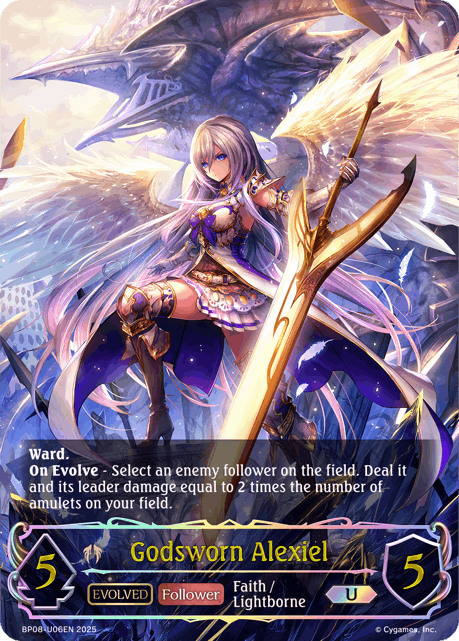 Ward.
On Evolve - Select an enemy follower on the field. Deal it
and its leader damage equal to 2 times the number of
amulets on your field.
Godsworn Alexiel
5
EVOLVED Follower
Faith /
Lightborne
U
5
BP08-U06EN 2025
© Cygames, Inc.